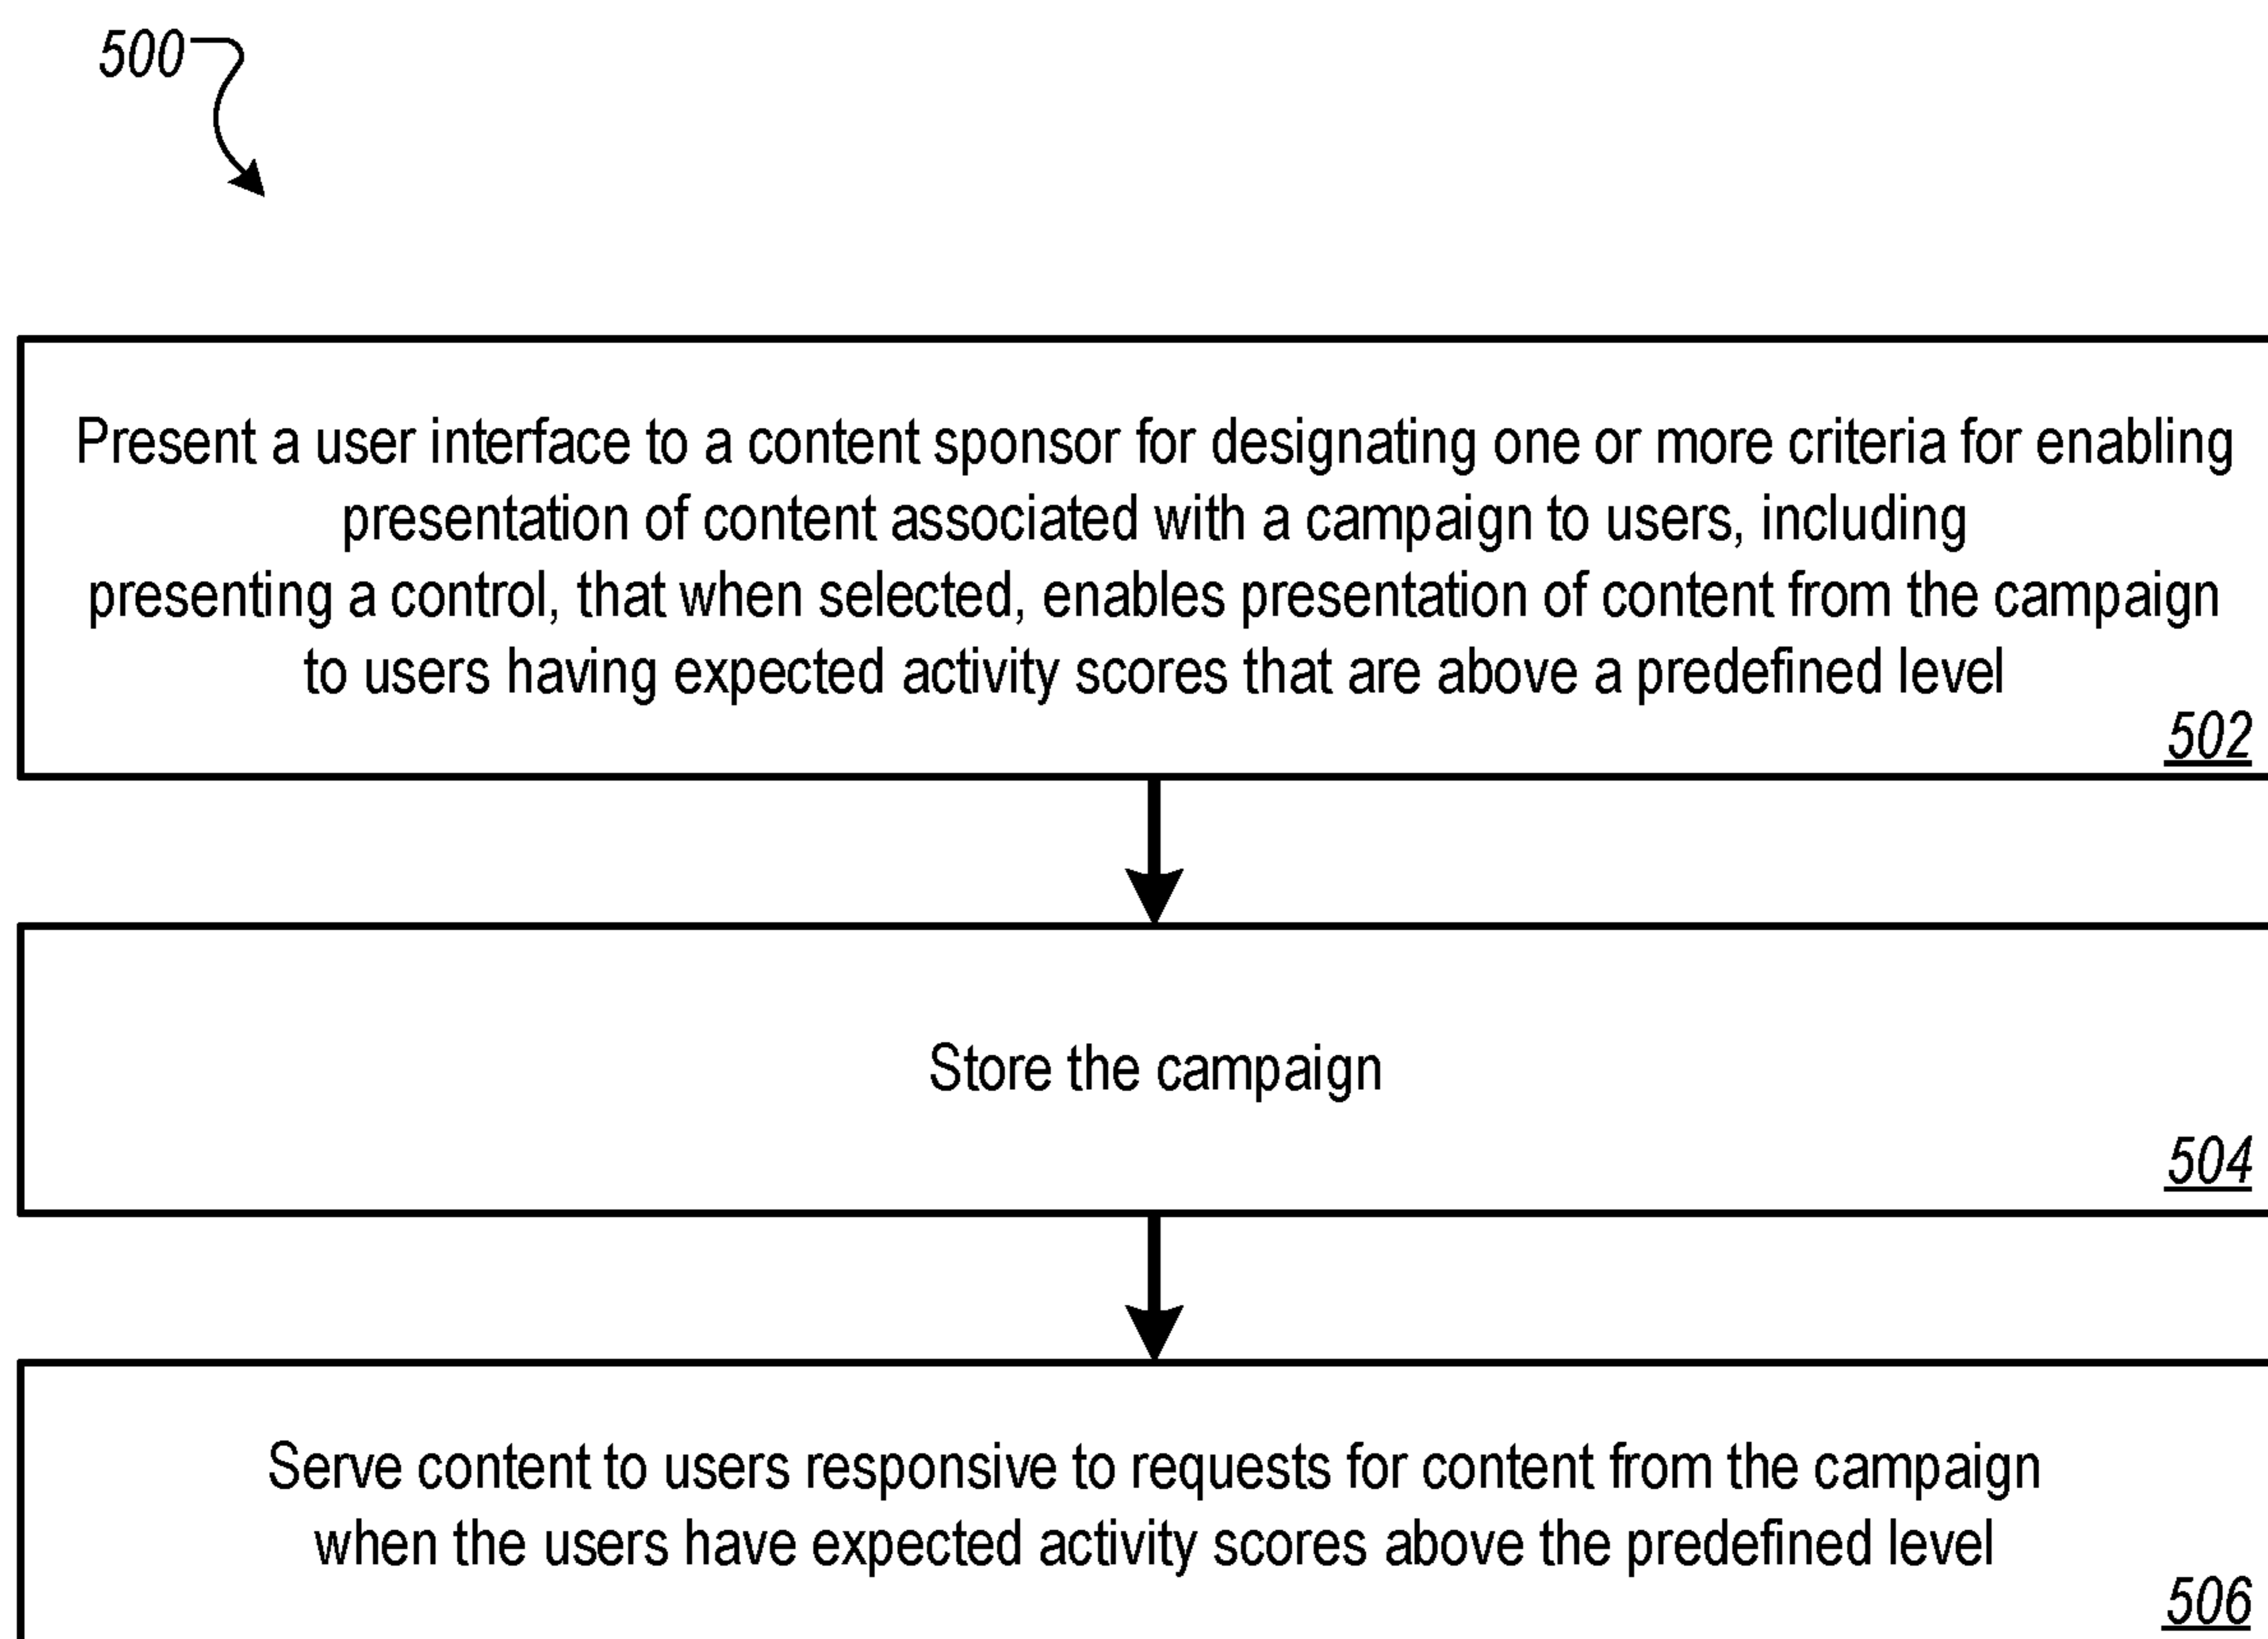 500
Present a user interface to a content sponsor for designating one or more criteria for enabling
presentation of content associated with a campaign to users, including
presenting a control, that when selected, enables presentation of content from the campaign
to users having expected activity scores that are above a predefined level
502
Store the campaign
504
Serve content to users responsive to requests for content from the campaign
when the users have expected activity scores above the predefined level
506